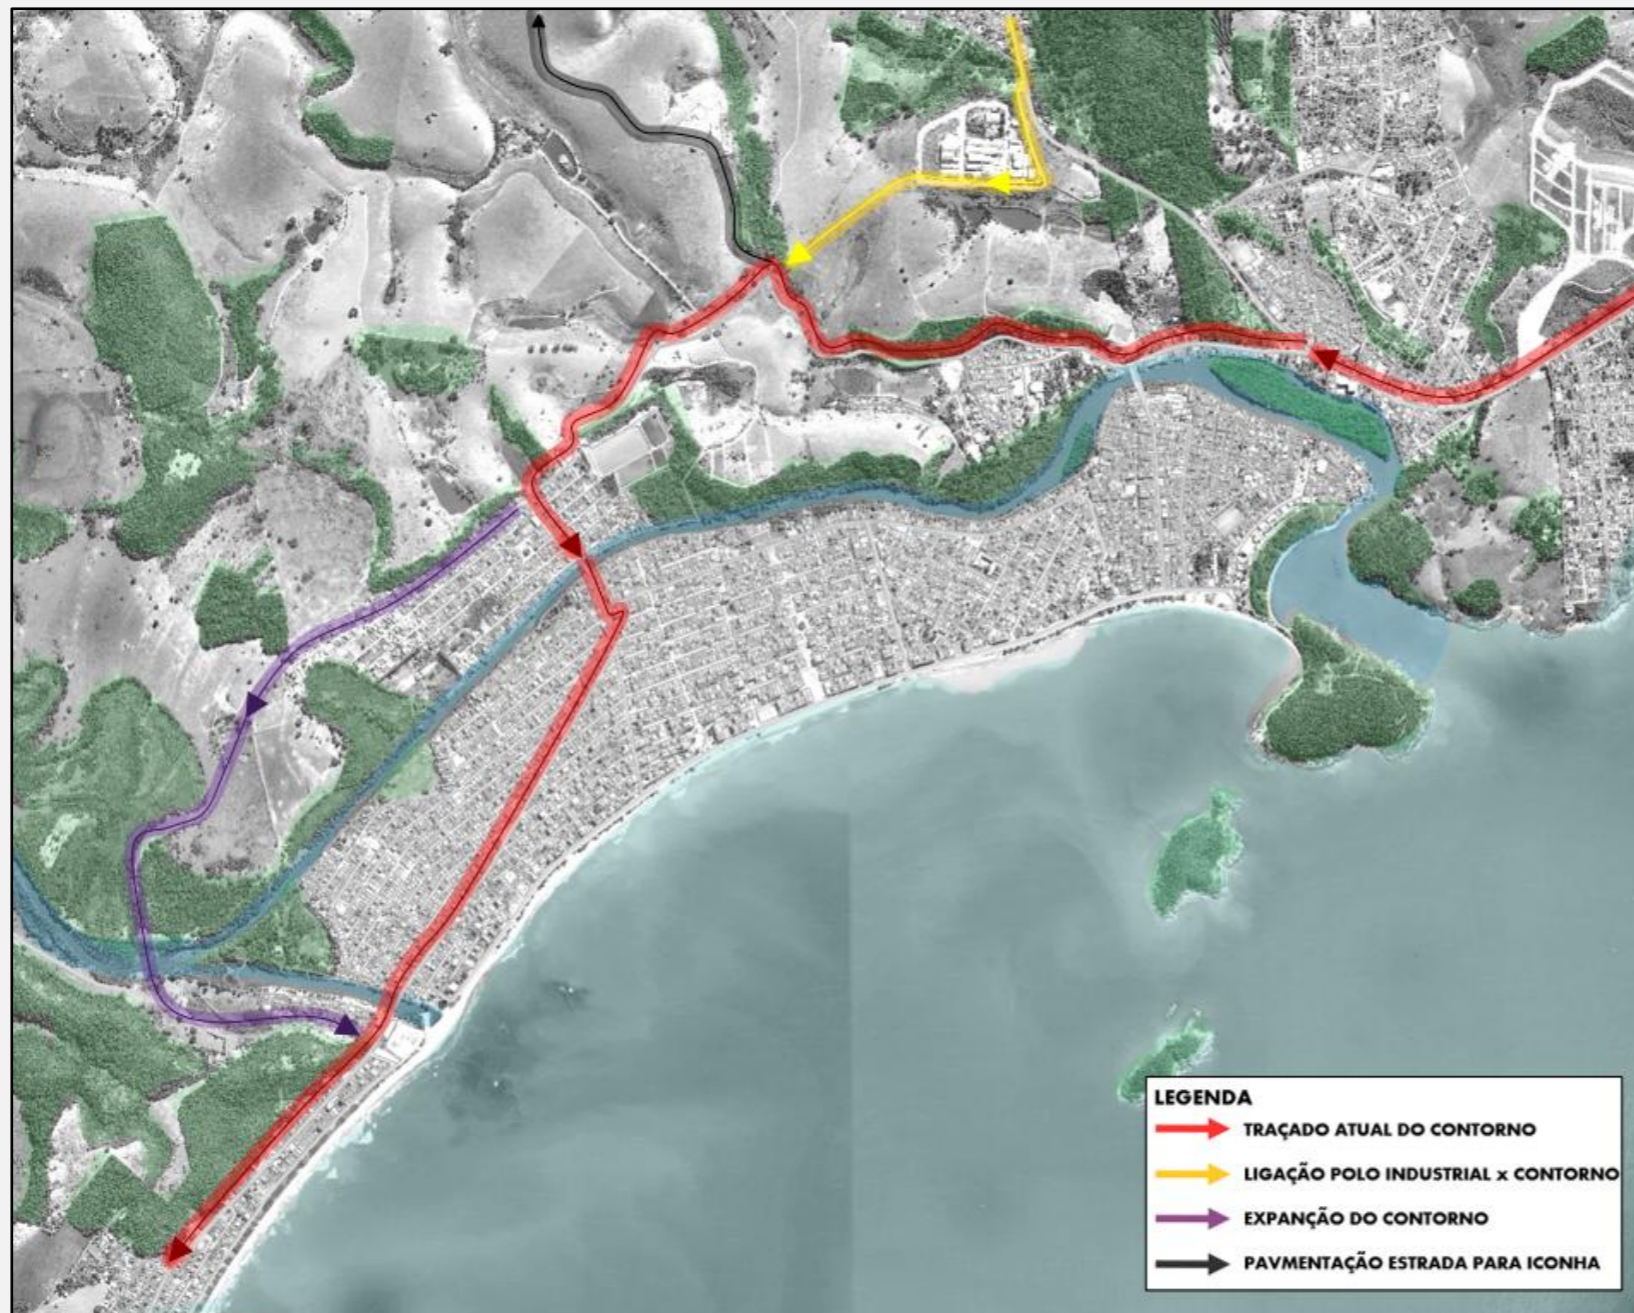 LEGENDA
TRAÇADO ATUAL DO CONTORNO
LIGAÇÃO POLO INDUSTRIAL x CONTORNO
EXPANÇÃO DO CONTORNO
PAVMENTAÇÃO ESTRADA PARA ICONHA